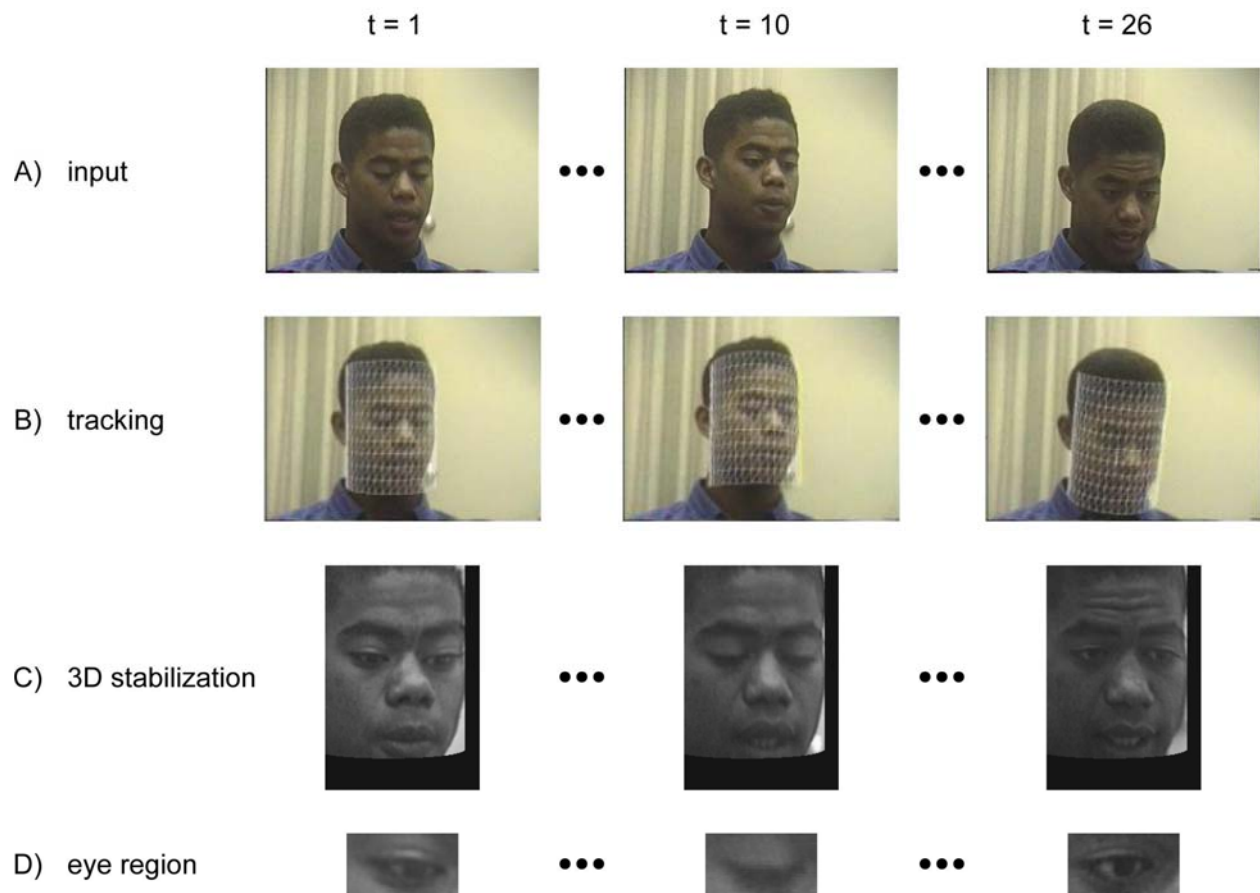 t = 1 t = 10 t = 26
A) input
B) tracking
C) 3D stabilization
D) eye region